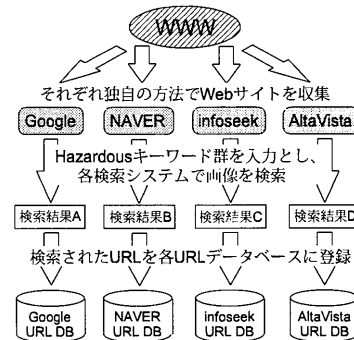 WWW
それぞれ独自の方法でWebサイトを収集
Google NAVER infoseek AltaVista
Hazardousキーワード群を入力とし、
各検索システムで画像を検索
検索結果A 検索結果B 検索結果C 検索結果D
検索されたURLを各URLデータベースに登録
Google NAVER infoseek AltaVista
URL DB URL DB URL DB URL DB